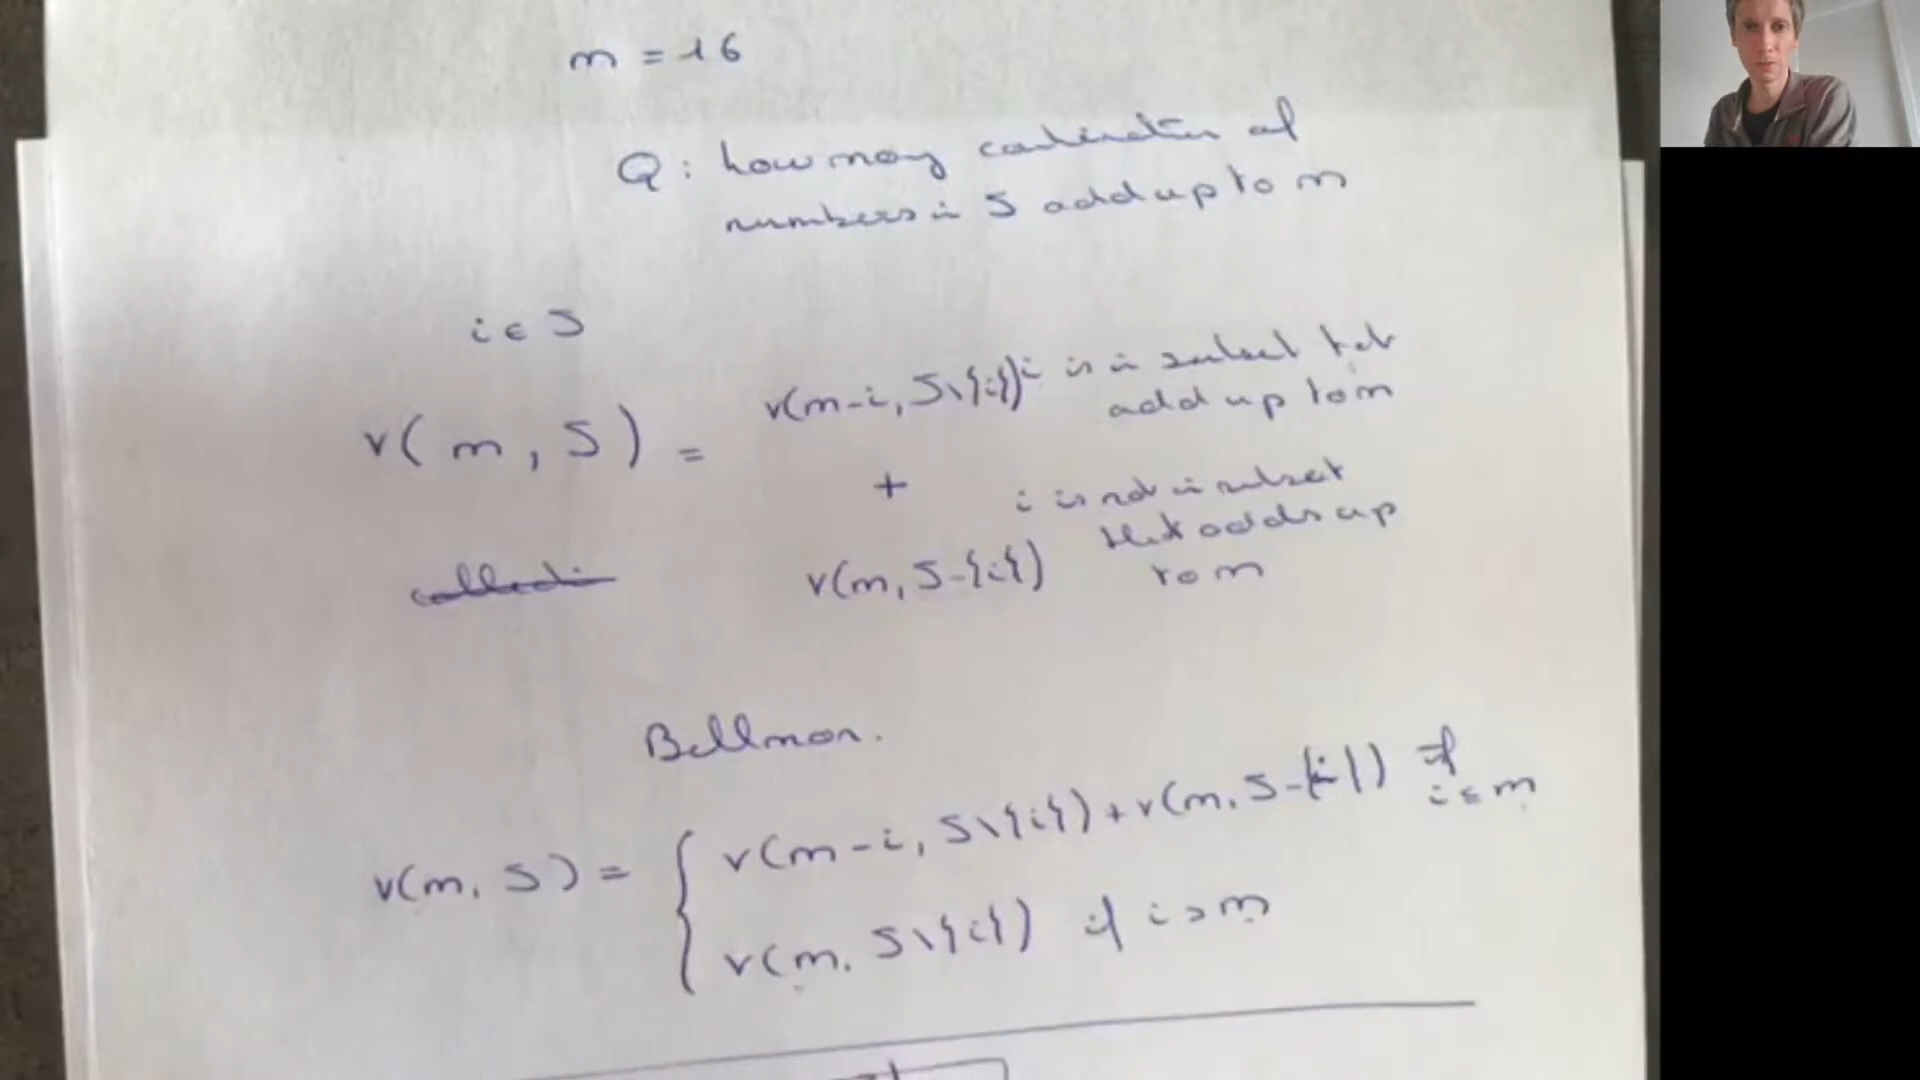 m = 16
Q: how many combinations of
numbers in S add up to m
i ∈ S
v(m-i, S\{i}) i is in subset that
add up to m
v( m , S ) =
+
i is not in subset
that adds up
v(m, S-{i})
to m
Bellman.
v(m-i, S\{i}) + v(m, S-{i}) if
i ≤ m
v(m, S) = {
v(m, S\{i}) if i > m